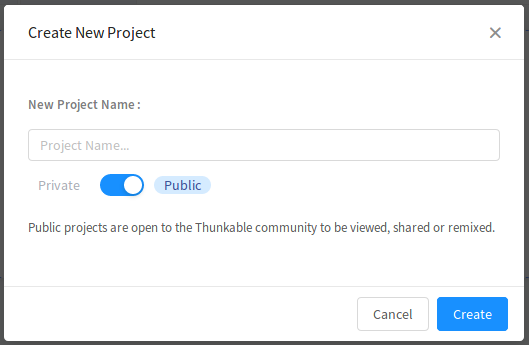 Create New Project
New Project Name:
Project Name...
Private Public
Public projects are open to the Thunkable community to be viewed, shared or remixed.
Cancel Create